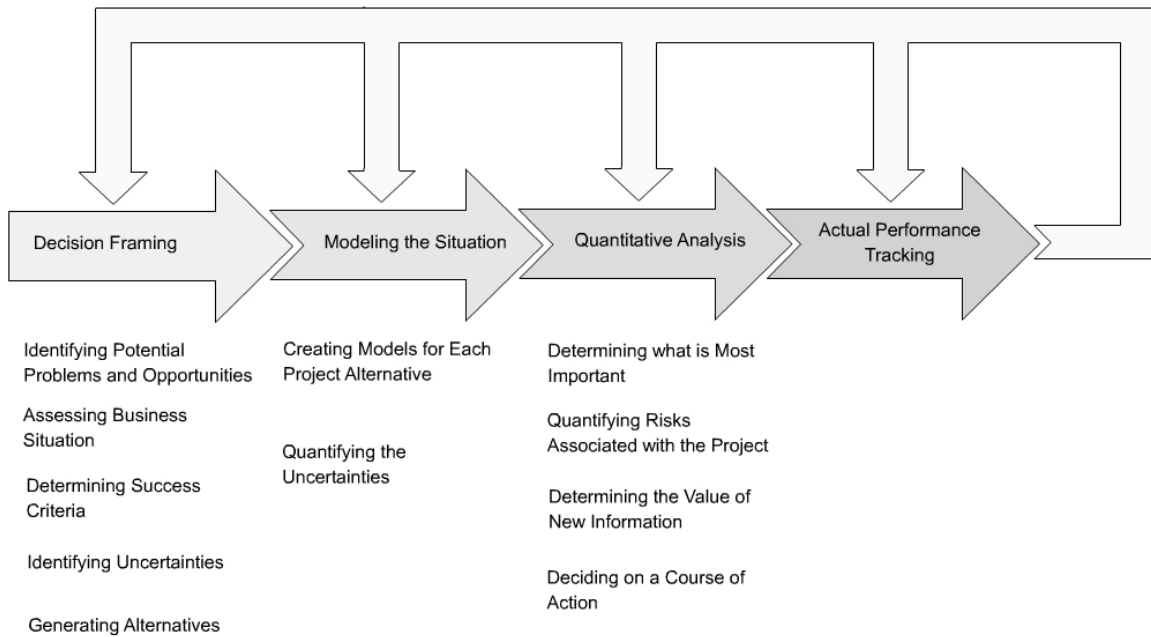 Decision Framing
Modeling the Situation
Quantitative Analysis
Actual Performance
Tracking
Identifying Potential
Problems and Opportunities
Assessing Business
Situation
Determining Success
Criteria
Identifying Uncertainties
Generating Alternatives
Creating Models for Each
Project Alternative
Quantifying the
Uncertainties
Determining what is Most
Important
Quantifying Risks
Associated with the Project
Determining the Value of
New Information
Deciding on a Course of
Action